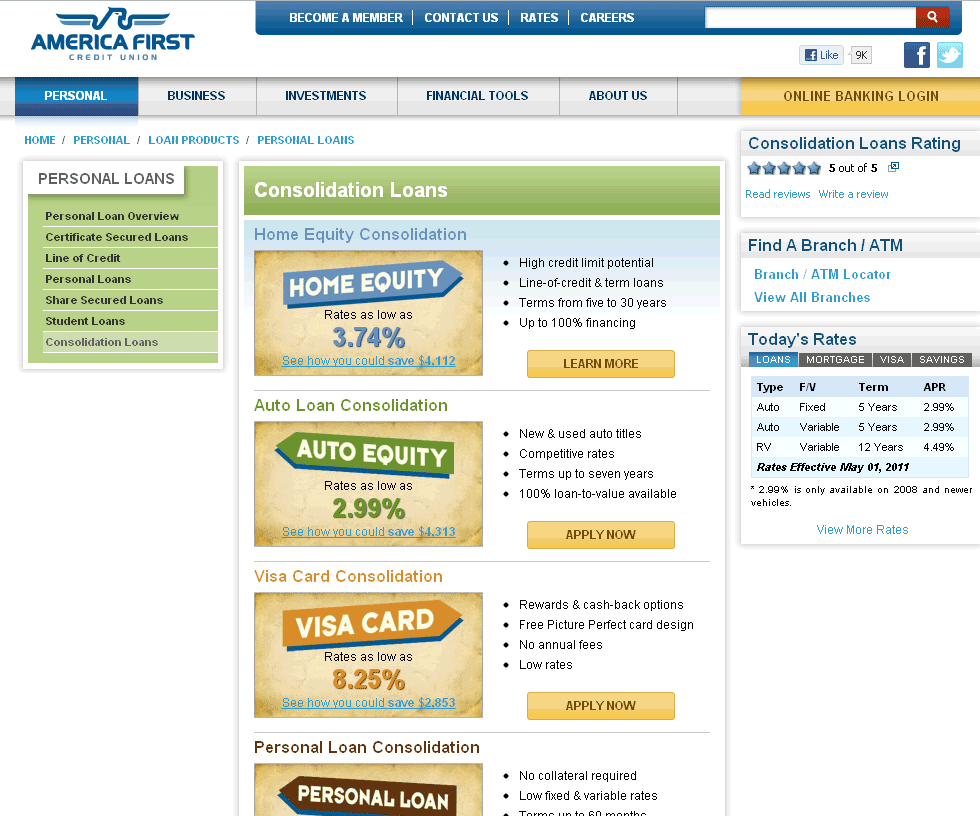 AMERICA FIRST
CREDIT UNION
BECOME A MEMBER CONTACT US RATES CAREERS
Like 9K
PERSONAL BUSINESS INVESTMENTS FINANCIAL TOOLS ABOUT US ONLINE BANKING LOGIN
HOME / PERSONAL / LOAN PRODUCTS / PERSONAL LOANS
PERSONAL LOANS
Personal Loan Overview
Certificate Secured Loans
Line of Credit
Personal Loans
Share Secured Loans
Student Loans
Consolidation Loans
Consolidation Loans
Home Equity Consolidation
HOME EQUITY
Rates as low as
3.74%
See how you could save $4,112
• High credit limit potential
• Line-of-credit & term loans
• Terms from five to 30 years
• Up to 100% financing
LEARN MORE
Auto Loan Consolidation
AUTO EQUITY
Rates as low as
2.99%
See how you could save $4,313
• New & used auto titles
• Competitive rates
• Terms up to seven years
• 100% loan-to-value available
APPLY NOW
Visa Card Consolidation
VISA CARD
Rates as low as
8.25%
See how you could save $2,853
• Rewards & cash-back options
• Free Picture Perfect card design
• No annual fees
• Low rates
APPLY NOW
Personal Loan Consolidation
PERSONAL LOAN
• No collateral required
• Low fixed & variable rates
• Terms up to 60 months
Consolidation Loans Rating
5 out of 5
Read reviews Write a review
Find A Branch / ATM
Branch / ATM Locator
View All Branches
Today's Rates
LOANS MORTGAGE VISA SAVINGS
Type F/V Term APR
Auto Fixed 5 Years 2.99%
Auto Variable 5 Years 2.99%
RV Variable 12 Years 4.49%
Rates Effective May 01, 2011
* 2.99% is only available on 2008 and newer
vehicles.
View More Rates